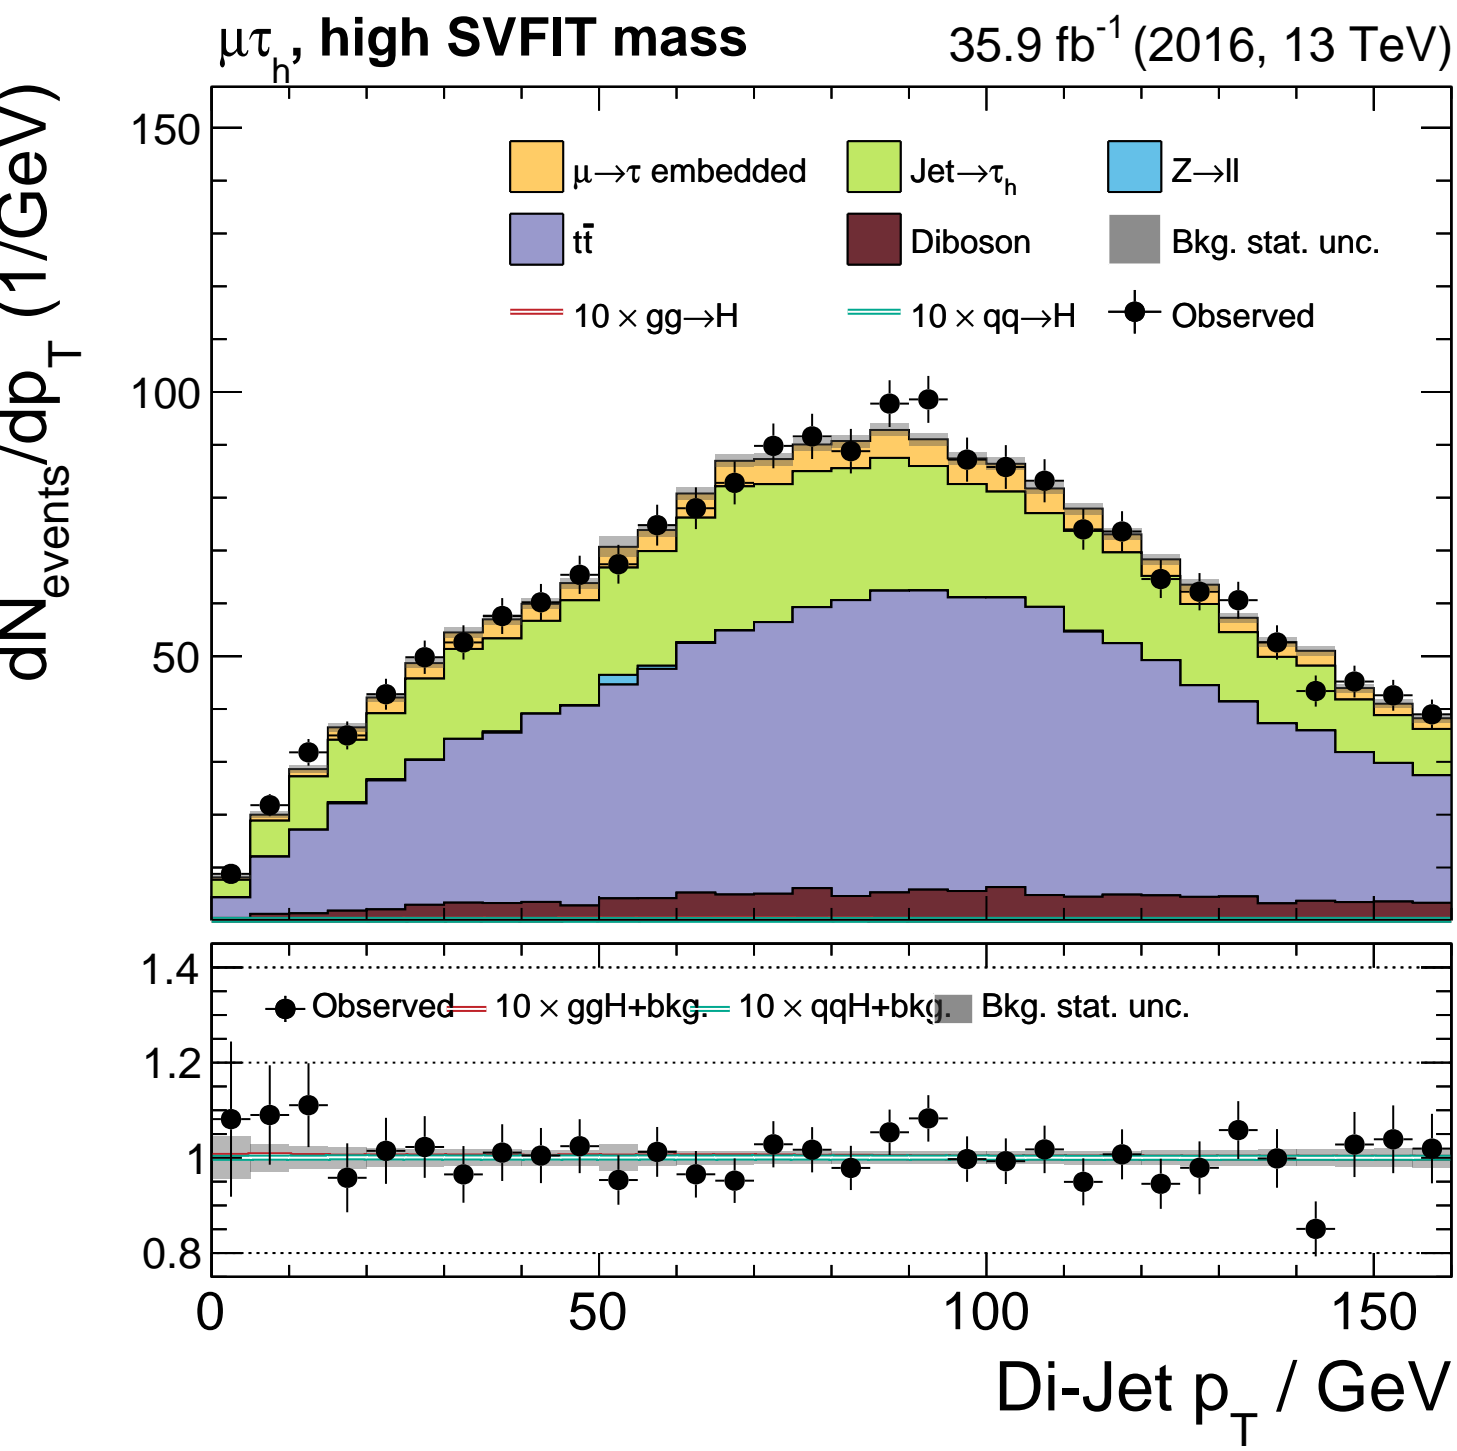 μτh, high SVFIT mass 35.9 fb-1 (2016, 13 TeV)
dNevents/dpT (1/GeV)
150
μ→τ embedded Jet→τh Z→ll
tt̄ Diboson Bkg. stat. unc.
10 × gg→H 10 × qq→H Observed
100
50
1.4
Observed 10 × ggH+bkg. 10 × qqH+bkg. Bkg. stat. unc.
1.2
1
0.8
0 50 100 150
Di-Jet pT / GeV